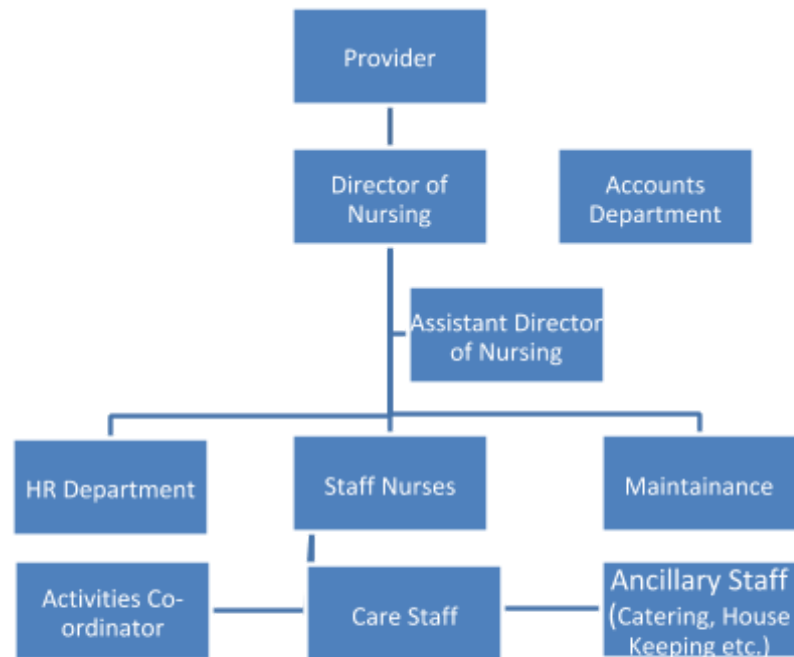 Provider
Director of
Nursing
Accounts
Department
Assistant Director
of Nursing
HR Department
Staff Nurses
Maintainance
Activities Co-
ordinator
Care Staff
Ancillary Staff
(Catering, House
Keeping etc.)